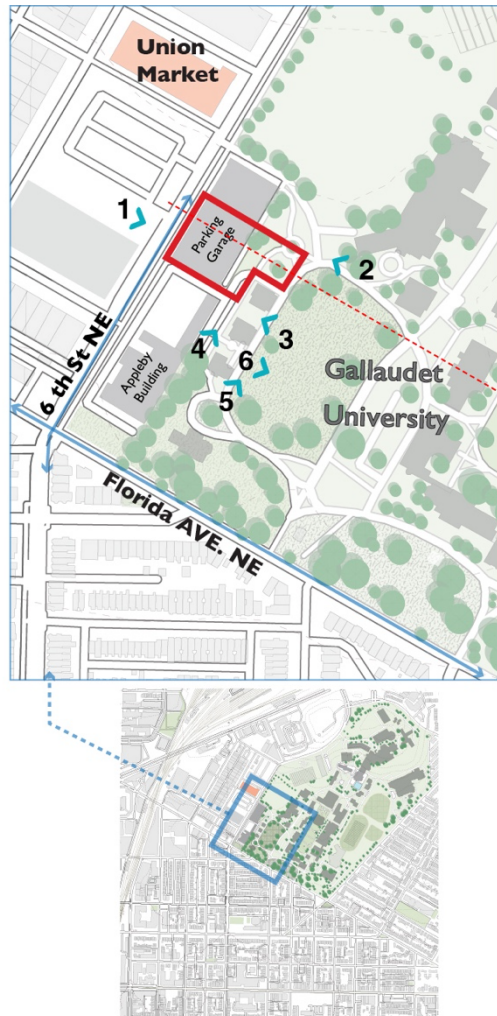 Union
Market
1
Parking
Garage
2
3
4
6
5
6 th St NE
Appleby
Building
Gallaudet
University
Florida AVE. NE